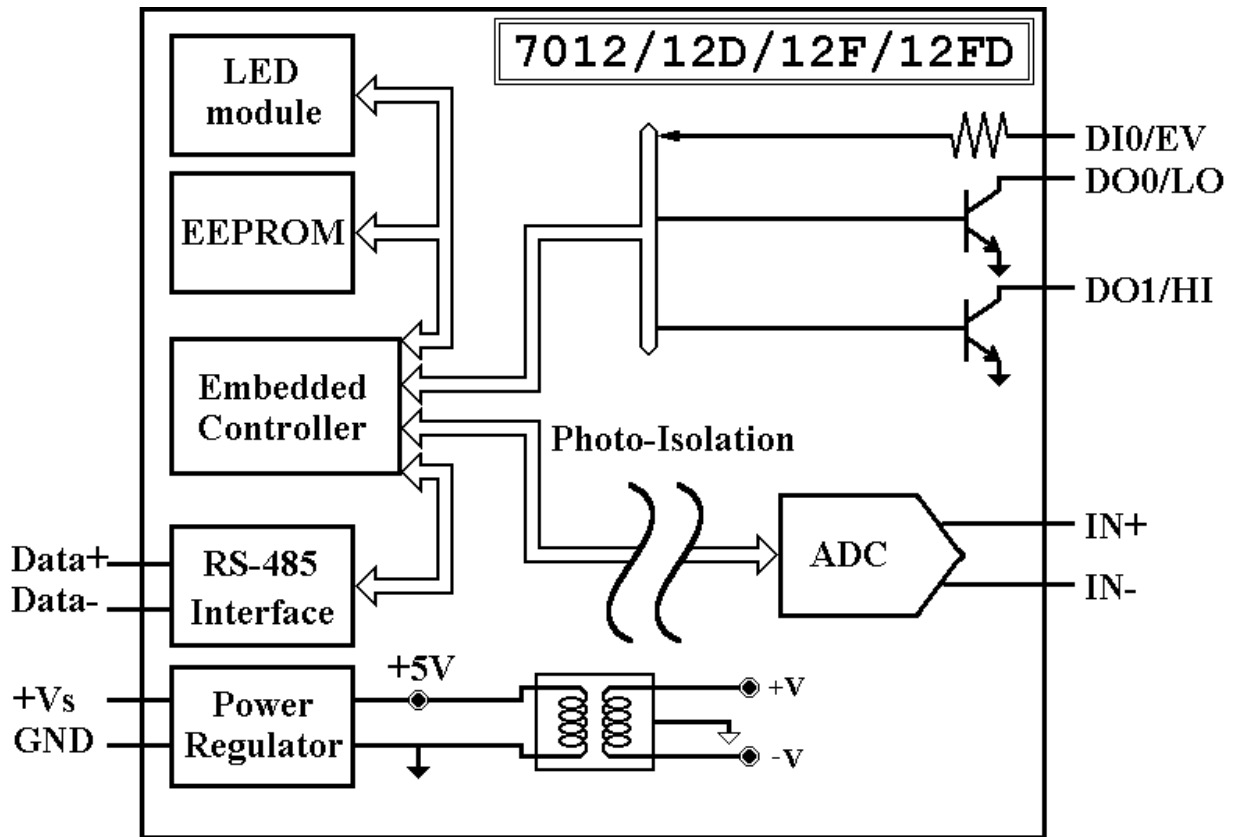 7012/12D/12F/12FD
LED
module
EEPROM
Embedded
Controller
RS-485
Interface
Power
Regulator
Data+
Data-
+Vs
GND
+5V
+V
-V
Photo-Isolation
ADC
DI0/EV
DO0/LO
DO1/HI
IN+
IN-